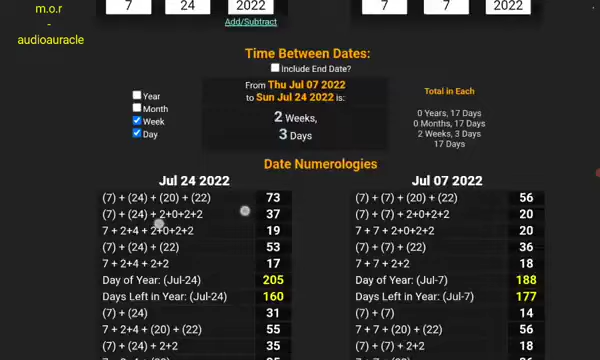 m.o.r
-
audioauracle
7 24 2022
7 7 2022
Add/Subtract
Time Between Dates:
Include End Date?
Year
Month
Week
Day
From Thu Jul 07 2022
to Sun Jul 24 2022 is:
2 Weeks,
3 Days
Total in Each
0 Years, 17 Days
0 Months, 17 Days
2 Weeks, 3 Days
17 Days
Date Numerologies
Jul 24 2022
(7) + (24) + (20) + (22) 73
(7) + (24) + 2+0+2+2 37
7 + 2+4 + 2+0+2+2 19
(7) + (24) + (22) 53
7 + 2+4 + 2+2 17
Day of Year: (Jul-24) 205
Days Left in Year: (Jul-24) 160
(7) + (24) 31
7 + 2+4 + (20) + (22) 55
(7) + (24) + 2+2 35
Jul 07 2022
(7) + (7) + (20) + (22) 56
(7) + (7) + 2+0+2+2 20
7 + 7 + 2+0+2+2 20
(7) + (7) + (22) 36
7 + 7 + 2+2 18
Day of Year: (Jul-7) 188
Days Left in Year: (Jul-7) 177
(7) + (7) 14
7 + 7 + (20) + (22) 56
(7) + (7) + 2+2 18